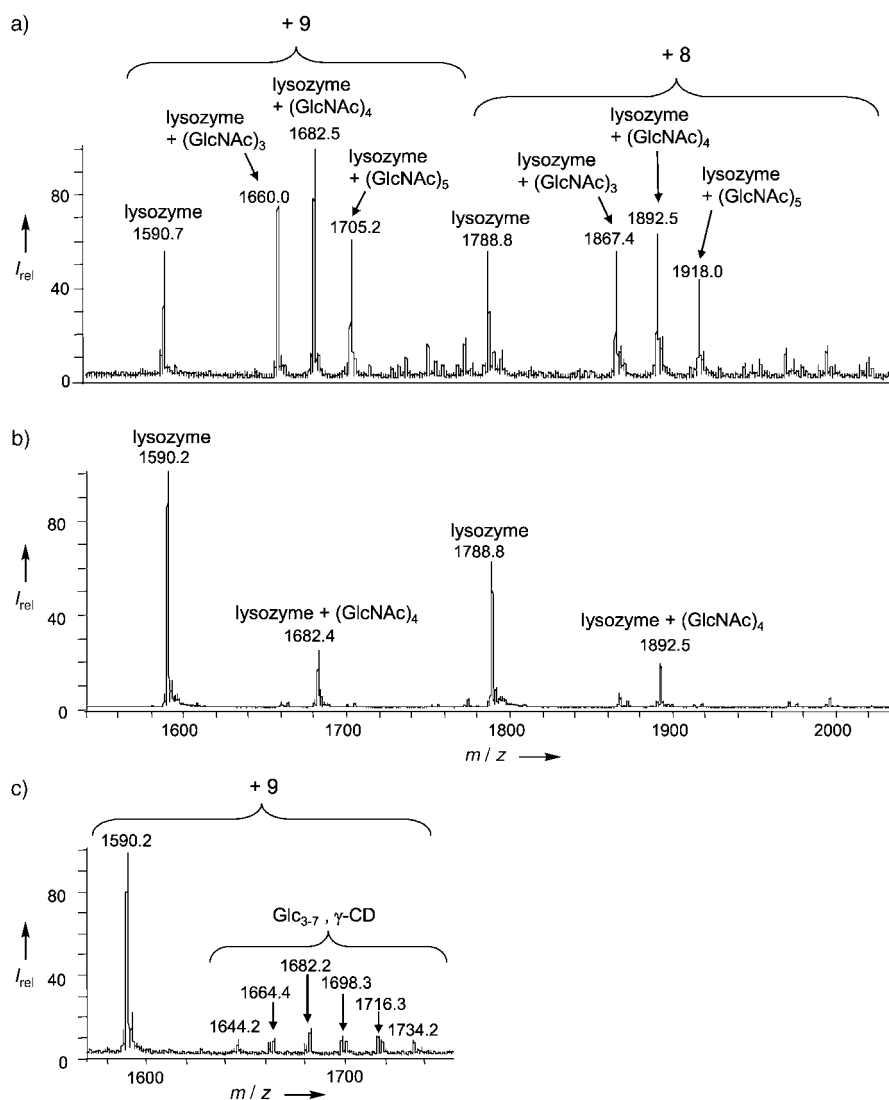 a)
+ 9
+ 8
lysozyme
+ (GlcNAc)4
1682.5
lysozyme
+ (GlcNAc)3
1660.0
lysozyme
+ (GlcNAc)5
1705.2
lysozyme
1590.7
lysozyme
+ (GlcNAc)4
1892.5
lysozyme
+ (GlcNAc)3
1867.4
lysozyme
+ (GlcNAc)5
1918.0
lysozyme
1788.8
80
40
0
Irel
b)
lysozyme
1590.2
lysozyme
1788.8
lysozyme + (GlcNAc)4
1682.4
lysozyme + (GlcNAc)4
1892.5
80
40
0
Irel
1600 1700 1800 1900 2000
m / z
c)
+ 9
1590.2
Glc3-7 , γ-CD
1682.2
1664.4
1698.3
1716.3
1644.2
1734.2
80
40
0
Irel
1600 1700
m / z